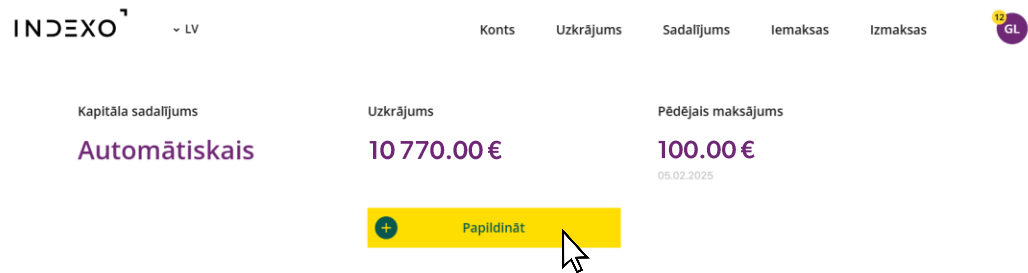 INDEXO
LV
Konts Uzkrājums Sadalījums Iemaksas Izmaksas
12
GL
Kapitāla sadalījums Uzkrājums Pēdējais maksājums
Automātiskais 10 770.00 € 100.00 €
05.02.2025
Papildināt